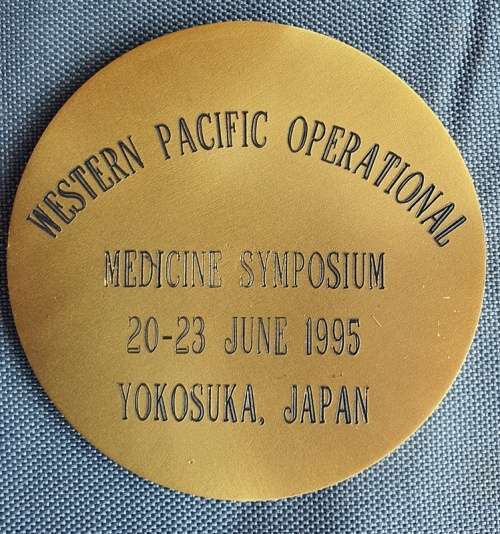 WESTERN PACIFIC OPERATIONAL
MEDICINE SYMPOSIUM
20-23 JUNE 1995
YOKOSUKA, JAPAN